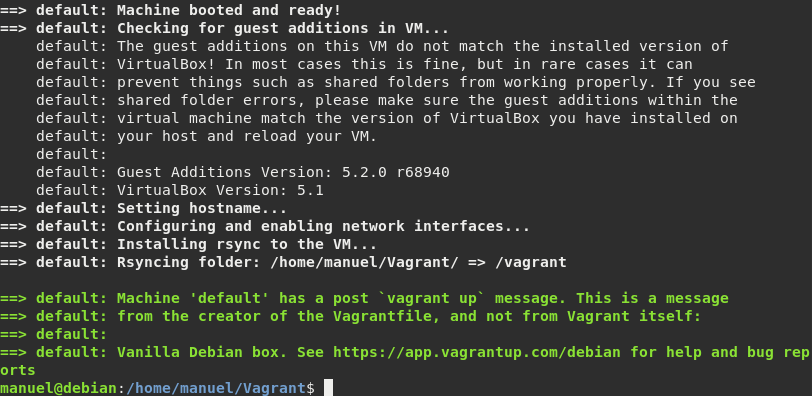 ==> default: Machine booted and ready!
==> default: Checking for guest additions in VM...
    default: The guest additions on this VM do not match the installed version of
    default: VirtualBox! In most cases this is fine, but in rare cases it can
    default: prevent things such as shared folders from working properly. If you see
    default: shared folder errors, please make sure the guest additions within the
    default: virtual machine match the version of VirtualBox you have installed on
    default: your host and reload your VM.
    default:
    default: Guest Additions Version: 5.2.0 r68940
    default: VirtualBox Version: 5.1
==> default: Setting hostname...
==> default: Configuring and enabling network interfaces...
==> default: Installing rsync to the VM...
==> default: Rsyncing folder: /home/manuel/Vagrant/ => /vagrant
==> default: Machine 'default' has a post `vagrant up` message. This is a message
==> default: from the creator of the Vagrantfile, and not from Vagrant itself:
==> default:
==> default: Vanilla Debian box. See https://app.vagrantup.com/debian for help and bug rep
orts
manuel@debian:/home/manuel/Vagrant$